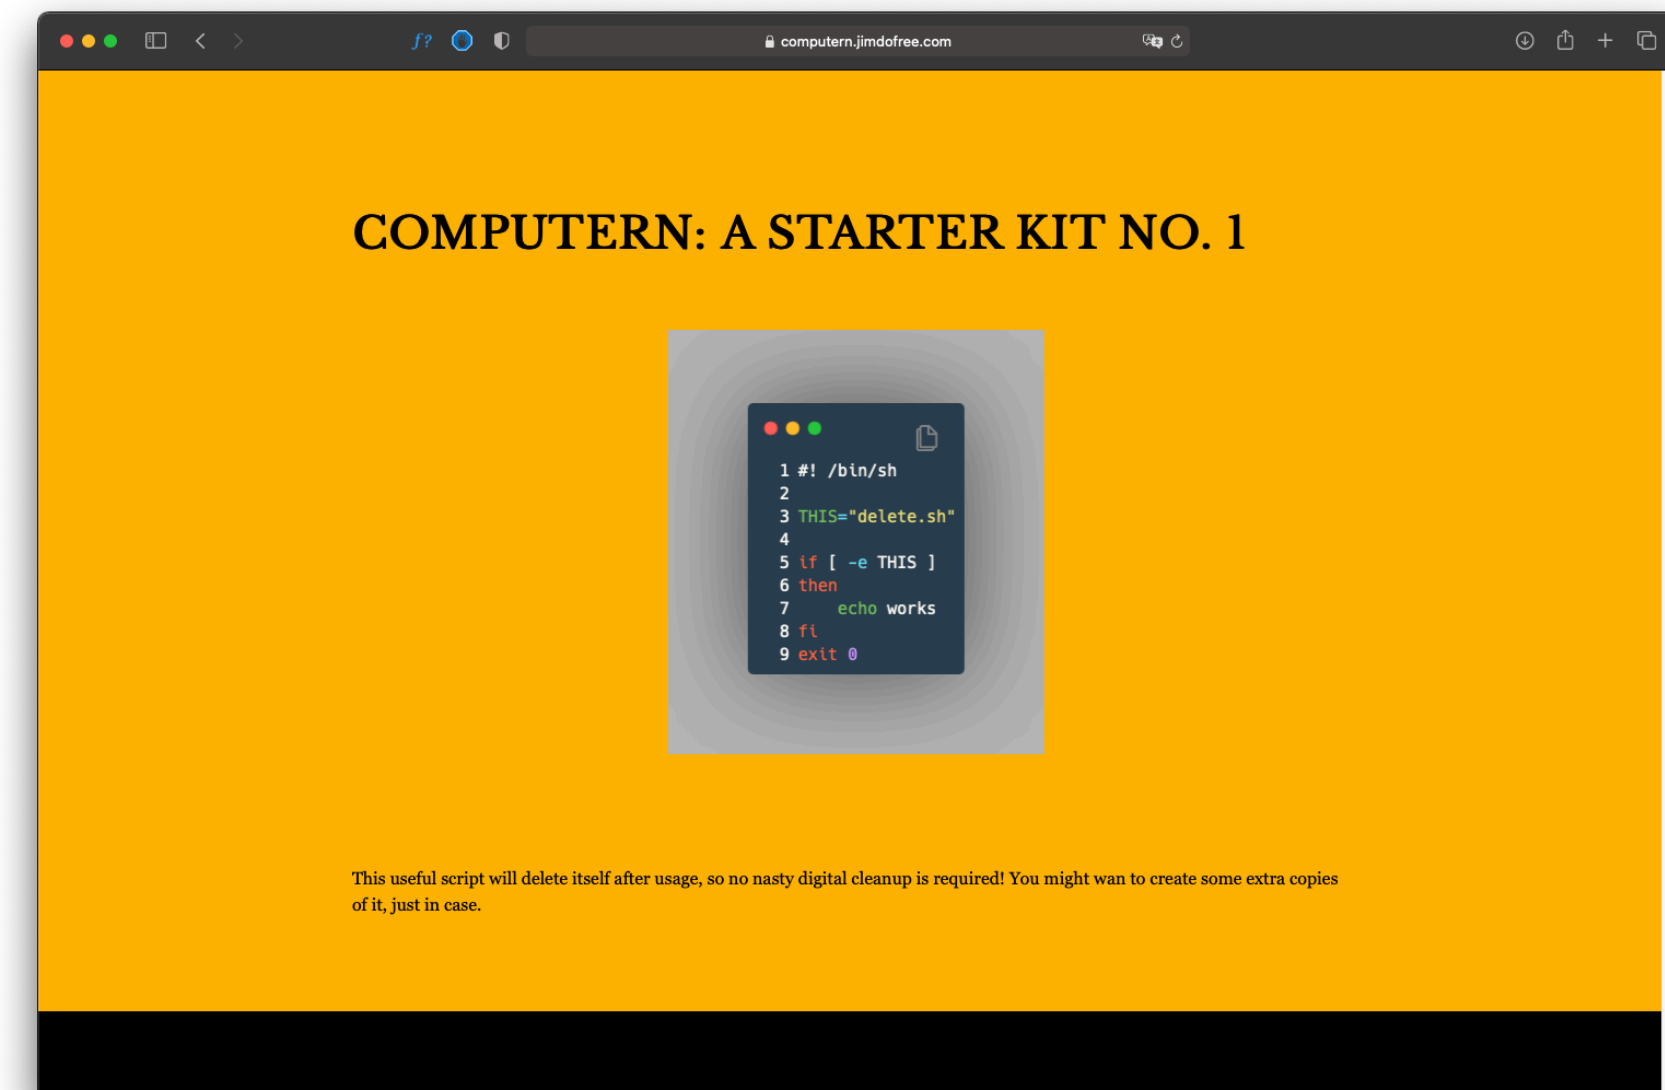 f?
computern.jimdofree.com
COMPUTERN: A STARTER KIT NO. 1
1 #! /bin/sh
2
3 THIS="delete.sh"
4
5 if [ -e THIS ]
6 then
7     echo works
8 fi
9 exit 0
This useful script will delete itself after usage, so no nasty digital cleanup is required! You might wan to create some extra copies
of it, just in case.